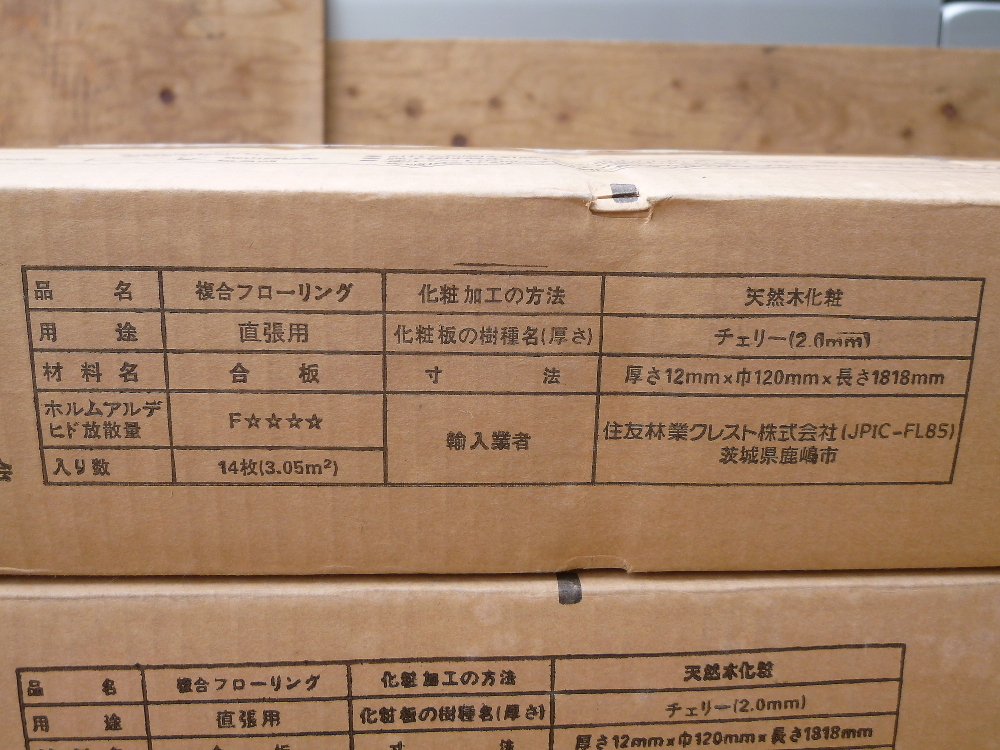 品名 複合フローリング 化粧加工の方法 天然木化粧
用途 直張用 化粧板の樹種名(厚さ) チェリー(2.0mm)
材料名 合板 寸法 厚さ12mm×巾120mm×長さ1818mm
ホルムアルデ
ヒド放散量 F☆☆☆☆
入り数 14枚(3.05m²)
輸入業者
住友林業クレスト株式会社(JPIC-FL85)
茨城県鹿嶋市
品名 複合フローリング 化粧加工の方法 天然木化粧
用途 直張用 化粧板の樹種名(厚さ) チェリー(2.0mm)
合板 寸法 厚さ12mm×巾120mm×長さ1818mm